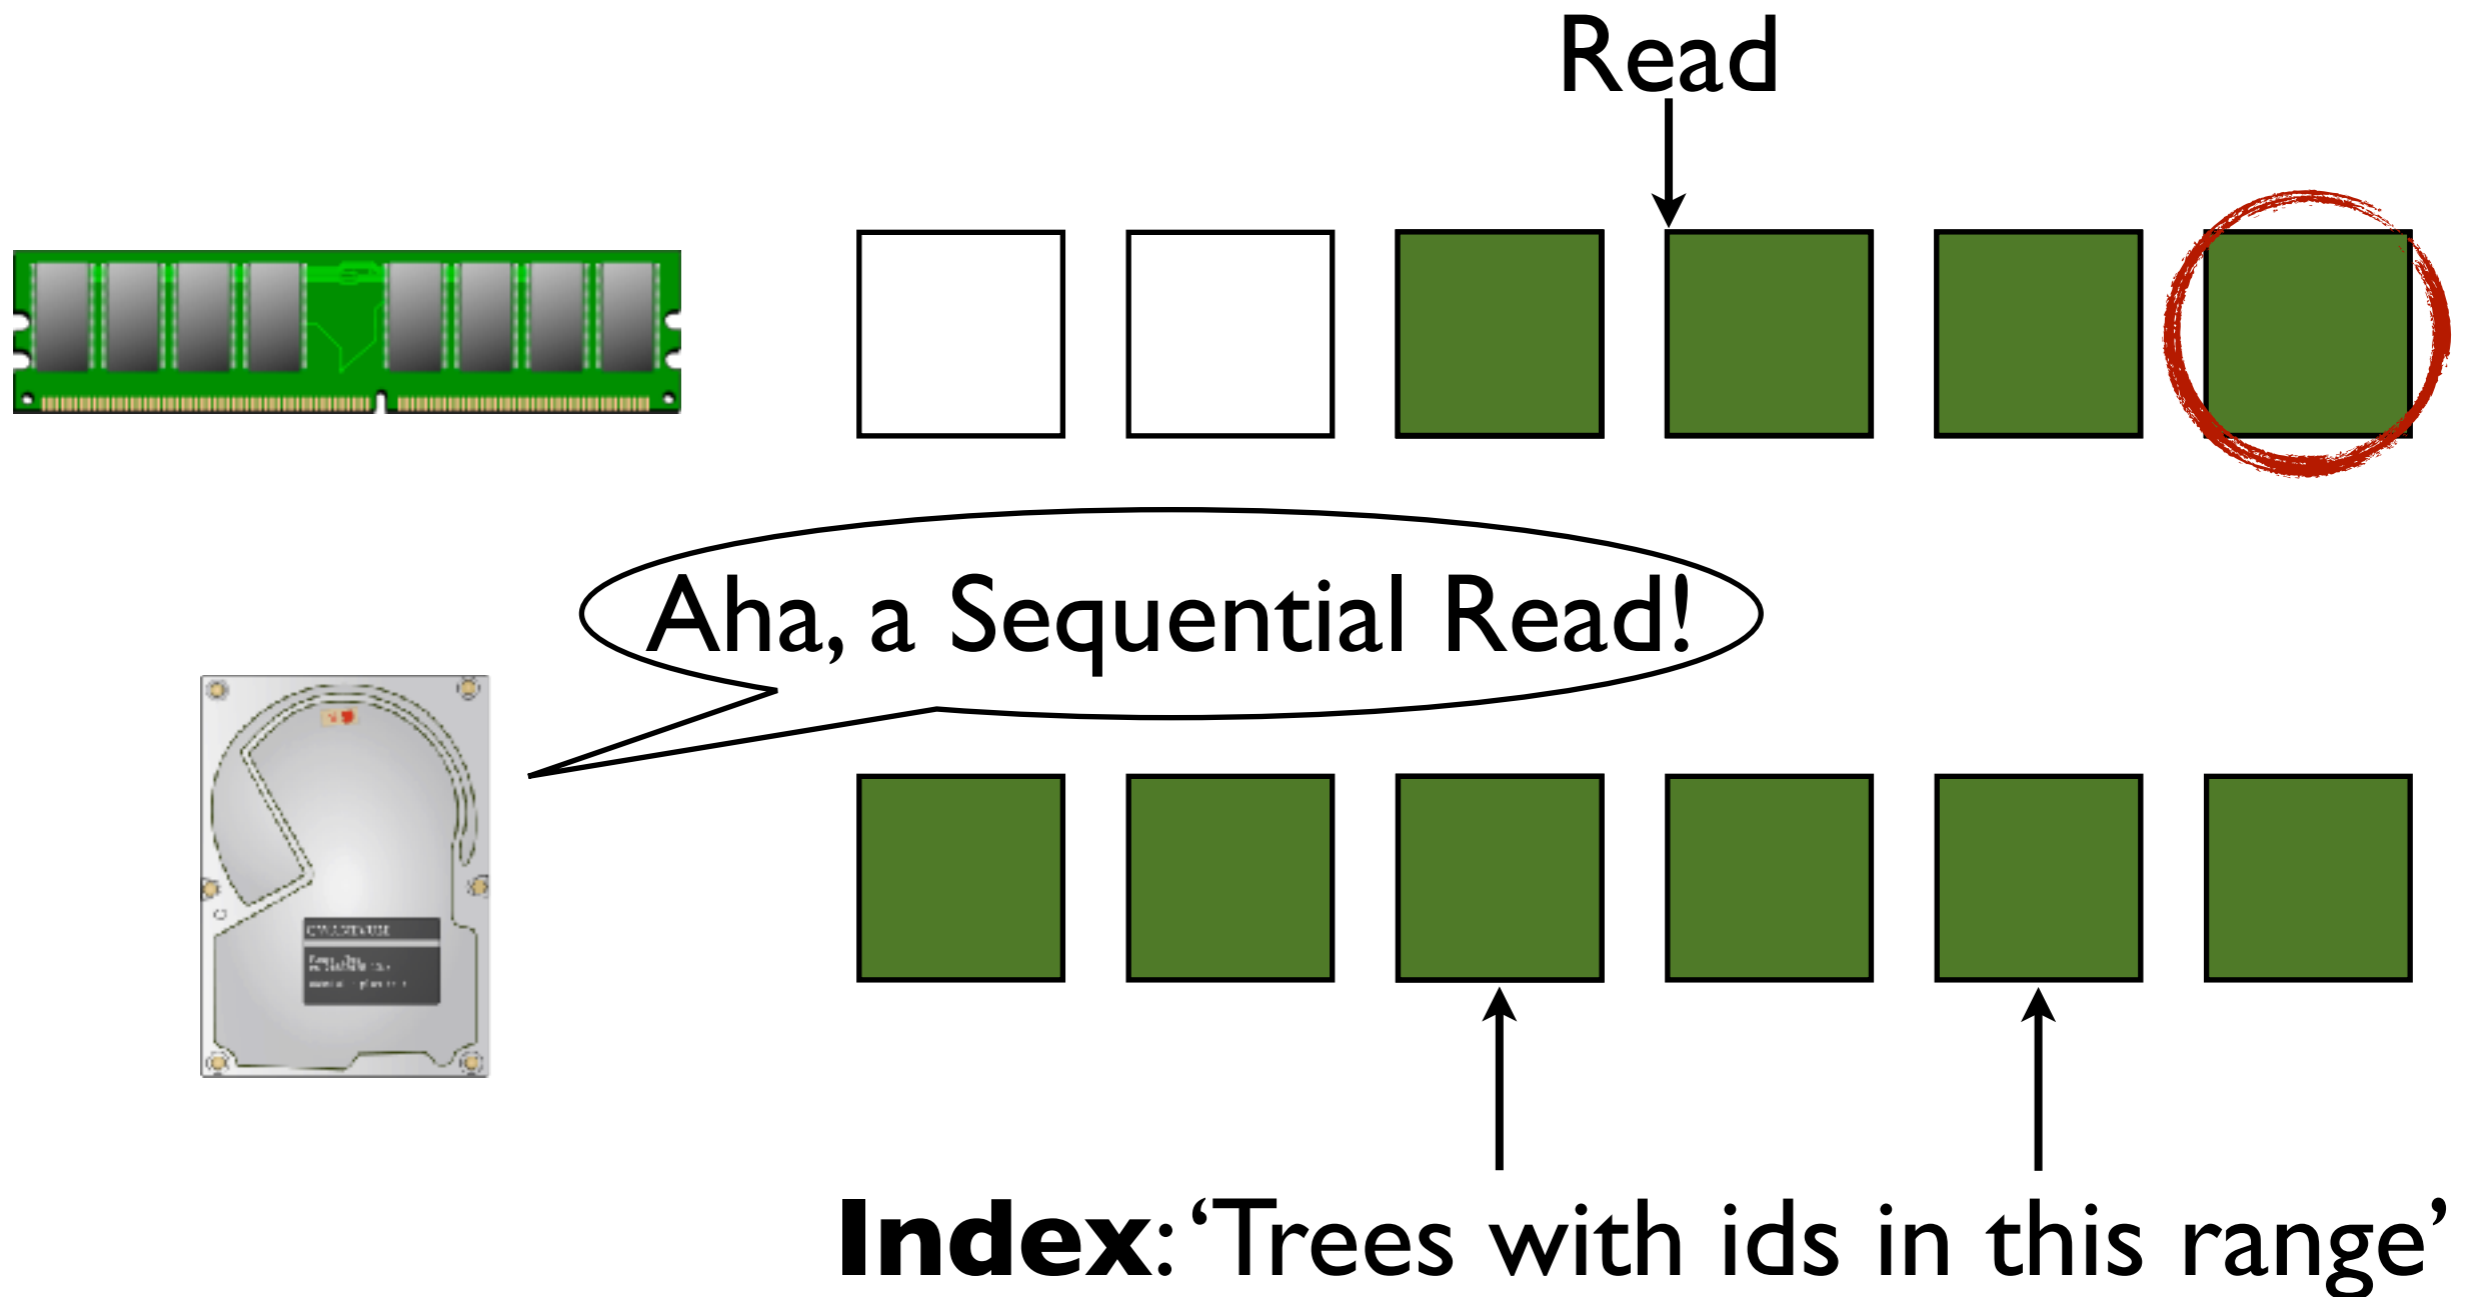 Read
Aha, a Sequential Read!
Index: ‘Trees with ids in this range’